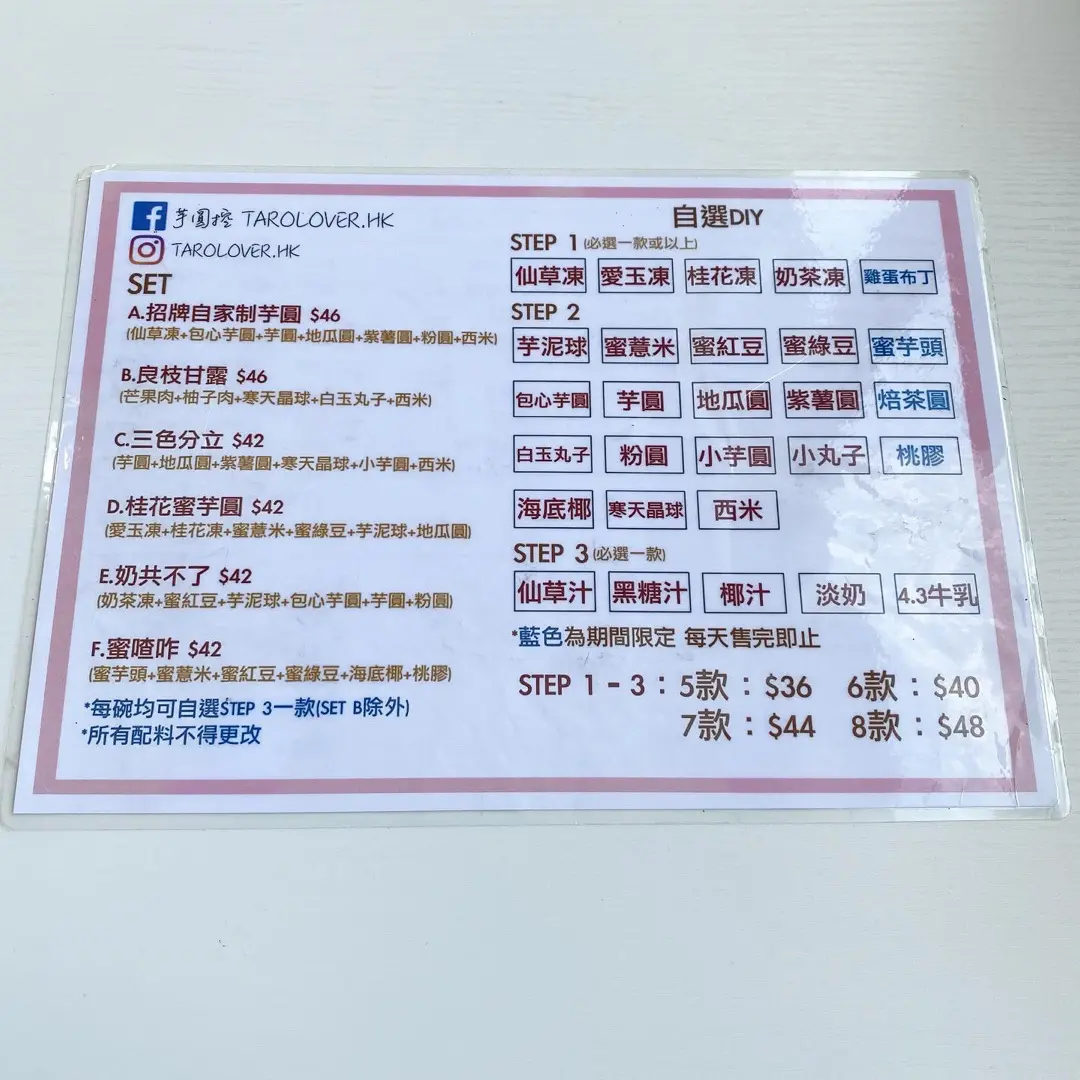 芋圓控 TAROLOVER.HK
TAROLOVER.HK
SET
A.招牌自家制芋圓 $46
(仙草凍+包心芋圓+芋圓+地瓜圓+紫薯圓+粉圓+西米)
B.良枝甘露 $46
(芒果肉+柚子肉+寒天晶球+白玉丸子+西米)
C.三色分立 $42
(芋圓+地瓜圓+紫薯圓+寒天晶球+小芋圓+西米)
D.桂花蜜芋圓 $42
(愛玉凍+桂花凍+蜜薏米+蜜綠豆+芋泥球+地瓜圓)
E.奶共不了 $42
(奶茶凍+蜜紅豆+芋泥球+包心芋圓+芋圓+粉圓)
F.蜜喳咋 $42
(蜜芋頭+蜜薏米+蜜紅豆+蜜綠豆+海底椰+桃膠)
*每碗均可自選STEP 3一款(SET B除外)
*所有配料不得更改
自選DIY
STEP 1 (必選一款或以上)
仙草凍 愛玉凍 桂花凍 奶茶凍 雞蛋布丁
STEP 2
芋泥球 蜜薏米 蜜紅豆 蜜綠豆 蜜芋頭
包心芋圓 芋圓 地瓜圓 紫薯圓 焙茶圓
白玉丸子 粉圓 小芋圓 小丸子 桃膠
海底椰 寒天晶球 西米
STEP 3 (必選一款)
仙草汁 黑糖汁 椰汁 淡奶 4.3牛乳
*藍色為期間限定 每天售完即止
STEP 1 - 3：5款：$36 6款：$40
7款：$44 8款：$48